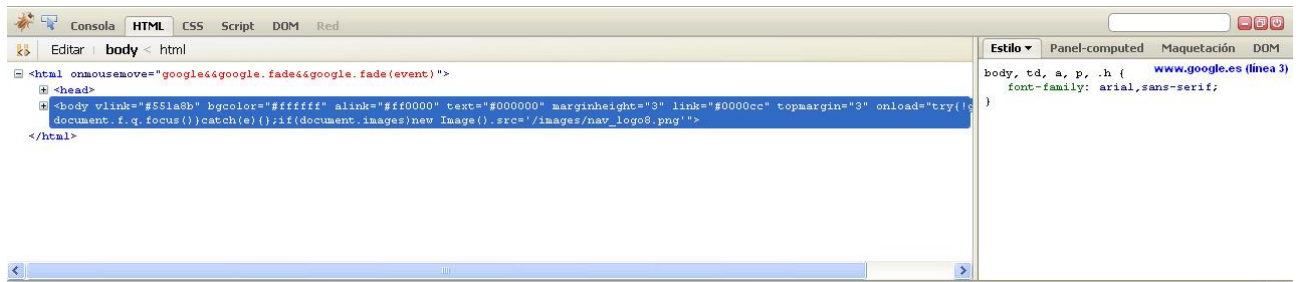 Consola HTML CSS Script DOM Red
Editar body < html
Estilo Panel-computed Maquetación DOM
<html onmousemove="google&&google.fade&&google.fade(event)">
<head>
<body vlink="#551a8b" bgcolor="#ffffff" alink="#ff0000" text="#000000" marginheight="3" link="#0000cc" topmargin="3" onload="try{!g
document.f.q.focus()}catch(e){};if(document.images)new Image().src='/images/nav_logo8.png'">
</html>
body, td, a, p, .h { www.google.es (línea 3)
font-family: arial,sans-serif;
}